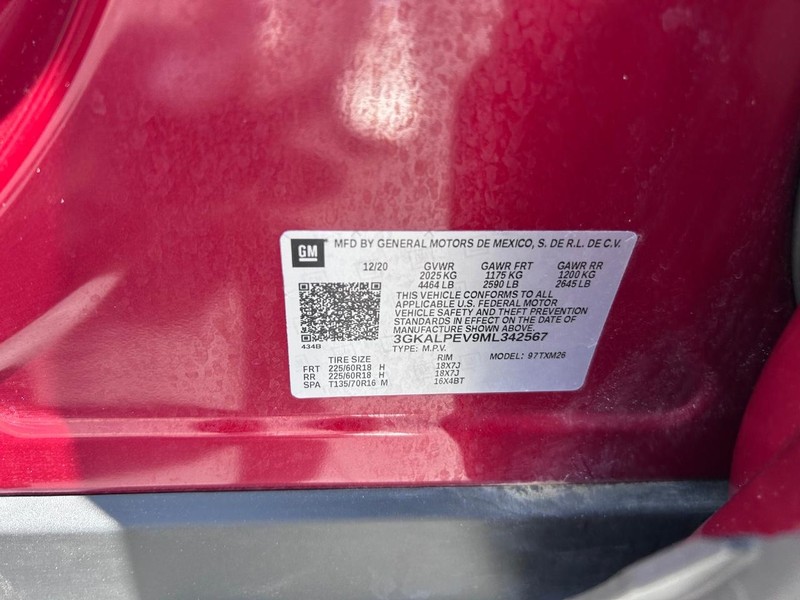 GM MFD BY GENERAL MOTORS DE MEXICO, S. DE R.L. DE C.V.
12/20 GVWR GAWR FRT GAWR RR
2025 KG 1175 KG 1200 KG
4464 LB 2590 LB 2645 LB
THIS VEHICLE CONFORMS TO ALL
APPLICABLE U.S. FEDERAL MOTOR
VEHICLE SAFETY AND THEFT PREVENTION
STANDARDS IN EFFECT ON THE DATE OF
MANUFACTURE SHOWN ABOVE.
3GKALPEV9ML342567
434B TYPE: M.P.V.
TIRE SIZE RIM MODEL: 97TXM26
FRT 225/60R18 H 18X7J
RR 225/60R18 H 18X7J
SPA T135/70R16 M 16X4BT